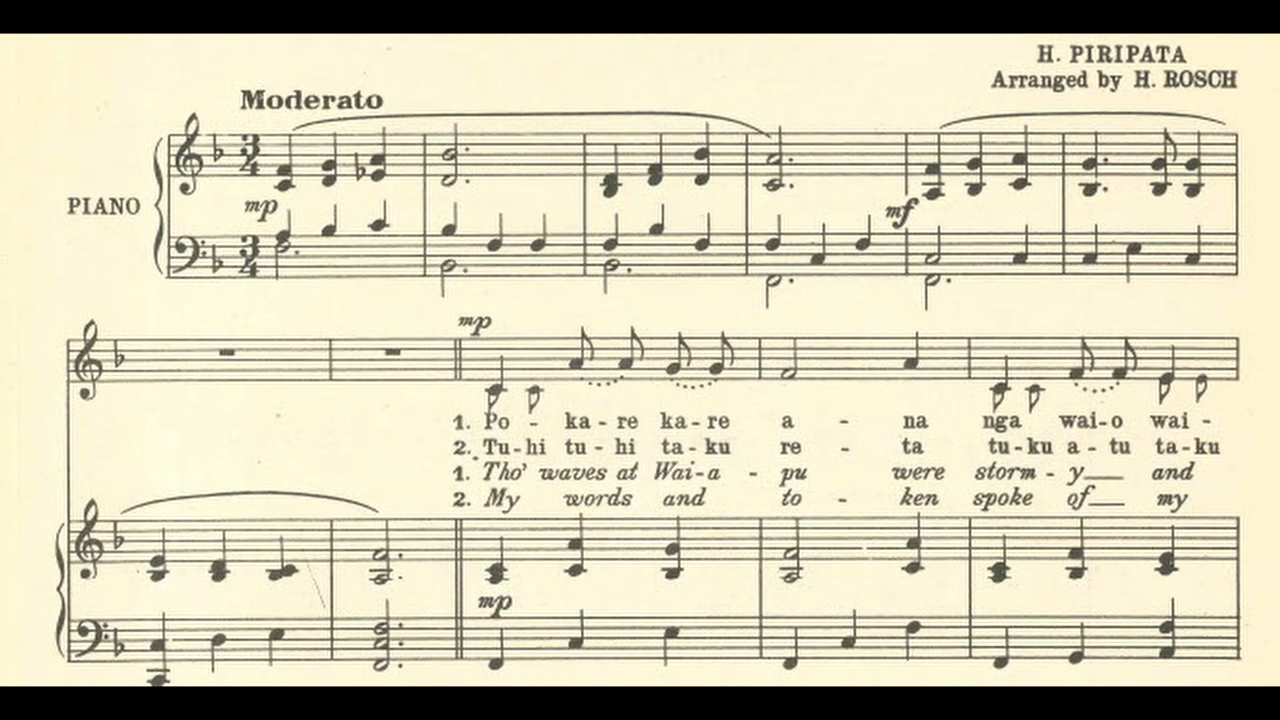 H. PIRIPATA
Arranged by H. ROSCH
Moderato
PIANO
mp
mf
mp
1. Po - ka - re ka - re a - na nga wai - o wai -
2. Tu - hi tu - hi ta - ku re - ta tu - ku a - tu ta - ku
1. Tho' waves at Wai - a - pu were storm - y and
2. My words and to - ken spoke of my
mp